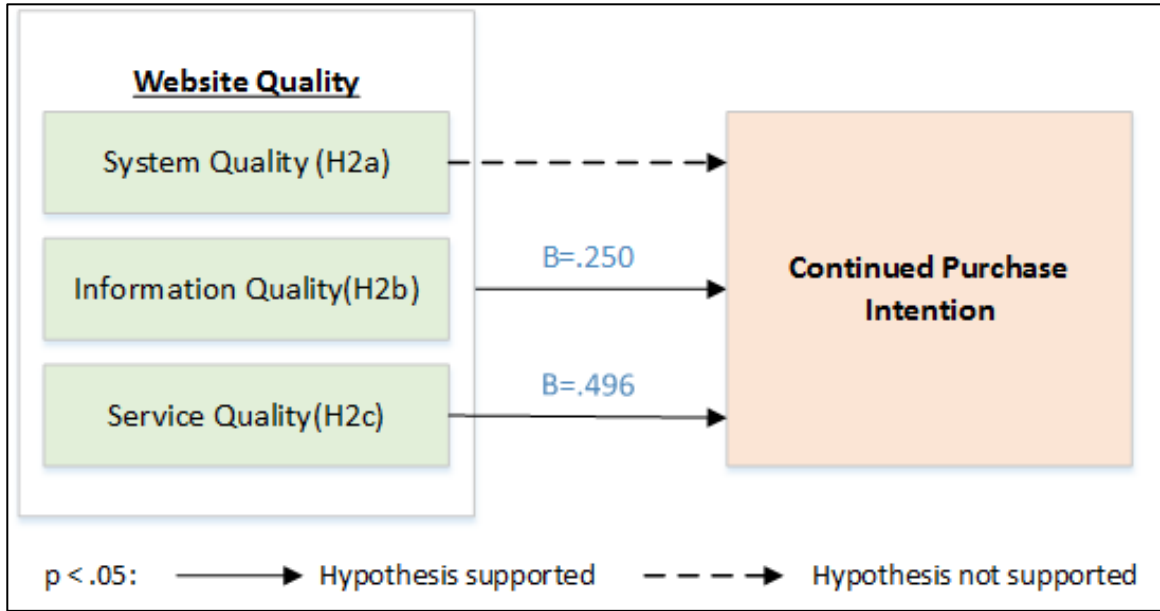 Website Quality
System Quality (H2a)
B=.250
Information Quality(H2b)
Continued Purchase
Intention
B=.496
Service Quality(H2c)
p < .05: Hypothesis supported Hypothesis not supported